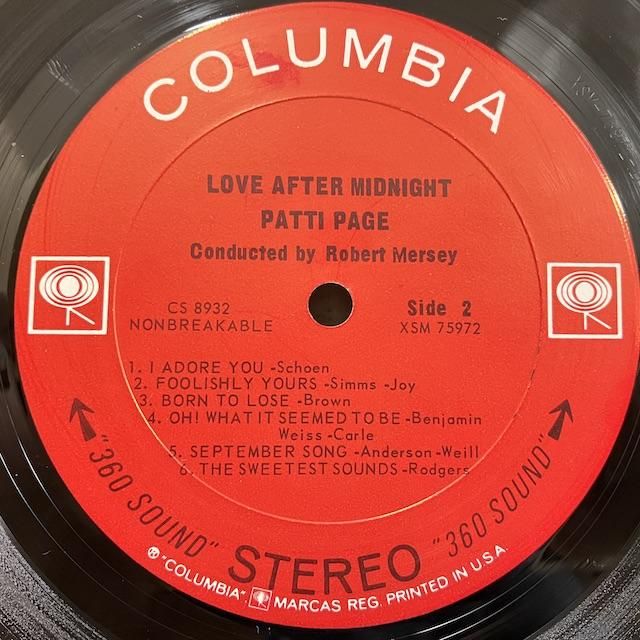 COLUMBIA
LOVE AFTER MIDNIGHT
PATTI PAGE
Conducted by Robert Mersey
CS 8932
NONBREAKABLE
Side 2
XSM 75972
1. I ADORE YOU -Schoen
2. FOOLISHLY YOURS -Simms -Joy
3. BORN TO LOSE -Brown
4. OH! WHAT IT SEEMED TO BE -Benjamin
Weiss -Carle
5. SEPTEMBER SONG -Anderson -Weill
6. THE SWEETEST SOUNDS -Rodgers
"360 SOUND" STEREO "360 SOUND"
® "COLUMBIA", MARCAS REG. PRINTED IN U.S.A.